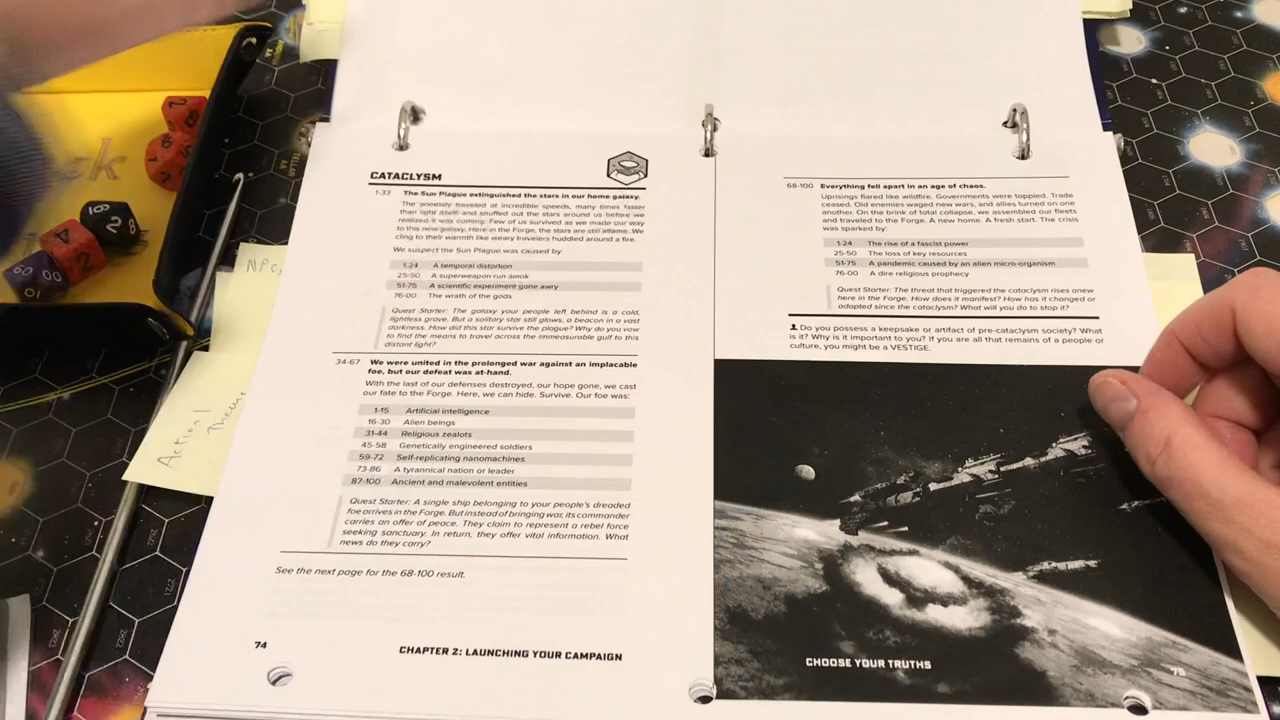 CATACLYSM
1-33 The Sun Plague extinguished the stars in our home galaxy.
The anomaly traveled at incredible speeds, many times faster
than light itself, and snuffed out the stars around us before we
realized it was coming. Few of us survived as we made our way
to this new galaxy. Here in the Forge, the stars are still aflame. We
cling to their warmth like weary travelers huddled around a fire.
We suspect the Sun Plague was caused by:
1-24 A temporal distortion
25-50 A superweapon run amok
51-75 A scientific experiment gone awry
76-00 The wrath of the gods
Quest Starter: The galaxy your people left behind is a cold,
lightless grave. But a solitary star still glows, a beacon in a vast
darkness. How did this star survive the plague? Why do you vow
to find the means to travel across the immeasurable gulf to this
distant light?
34-67 We were united in the prolonged war against an implacable
foe, but our defeat was at-hand.
With the last of our defenses destroyed, our hope gone, we cast
our fate to the Forge. Here, we can hide. Survive. Our foe was:
1-15 Artificial intelligence
16-30 Alien beings
31-44 Religious zealots
45-58 Genetically engineered soldiers
59-72 Self-replicating nanomachines
73-86 A tyrannical nation or leader
87-100 Ancient and malevolent entities
Quest Starter: A single ship belonging to your people's dreaded
foe arrives in the Forge. But instead of bringing war, its commander
carries an offer of peace. They claim to represent a rebel force
seeking sanctuary. In return, they offer vital information. What
news do they carry?
See the next page for the 68-100 result.
74 CHAPTER 2: LAUNCHING YOUR CAMPAIGN
68-100 Everything fell apart in an age of chaos.
Uprisings flared like wildfire. Governments were toppled. Trade
ceased. Old enemies waged new wars, and allies turned on one
another. On the brink of total collapse, we assembled our fleets
and traveled to the Forge. A new home. A fresh start. The crisis
was sparked by:
1-24 The rise of a fascist power
25-50 The loss of key resources
51-75 A pandemic caused by an alien micro-organism
76-00 A dire religious prophecy
Quest Starter: The threat that triggered the cataclysm rises anew
here in the Forge. How does it manifest? How has it changed or
adapted since the cataclysm? What will you do to stop it?
Do you possess a keepsake or artifact of pre-cataclysm society? What
is it? Why is it important to you? If you are all that remains of a people or
culture, you might be a VESTIGE.
CHOOSE YOUR TRUTHS 75
NPCs
Action/
Theme
16
2
4
2
00